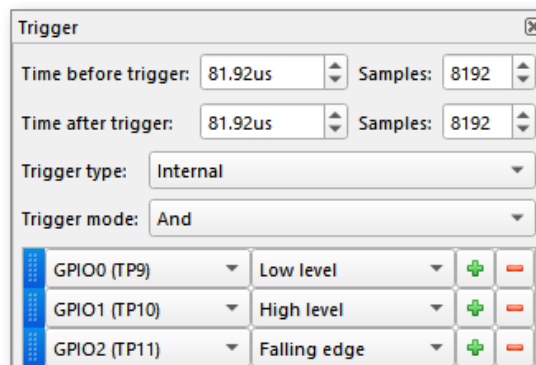 Trigger
Time before trigger: 81.92us Samples: 8192
Time after trigger: 81.92us Samples: 8192
Trigger type: Internal
Trigger mode: And
GPIO0 (TP9) Low level
GPIO1 (TP10) High level
GPIO2 (TP11) Falling edge